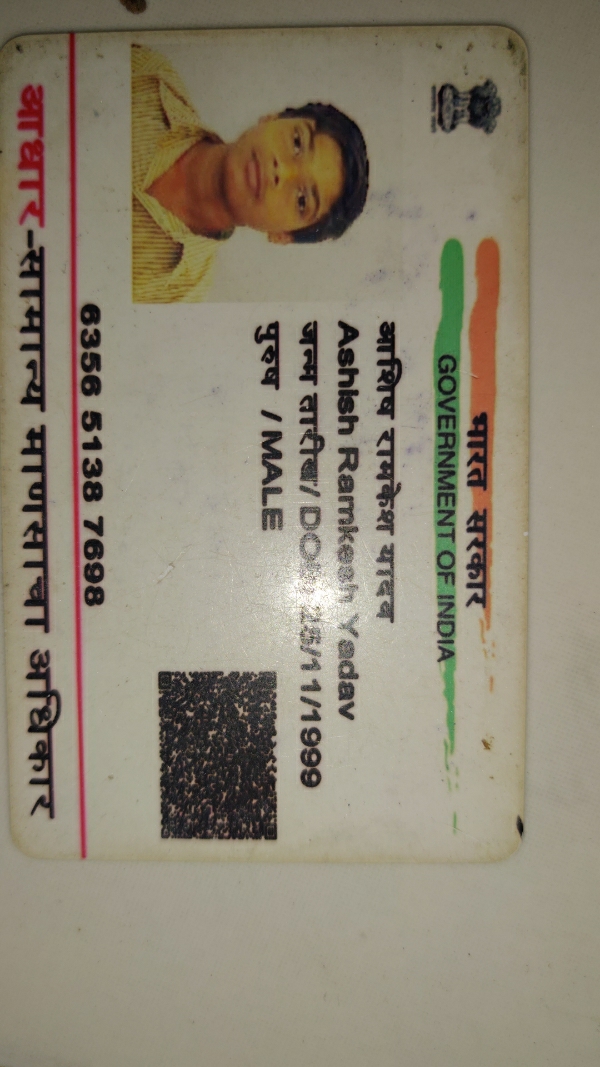 भारत सरकार
GOVERNMENT OF INDIA
आशिष रामकेश यादव
Ashish Ramkesh Yadav
जन्म तारीख/ DOB: 25/11/1999
पुरुष / MALE
6356 5138 7698
आधार-सामान्य माणसाचा अधिकार